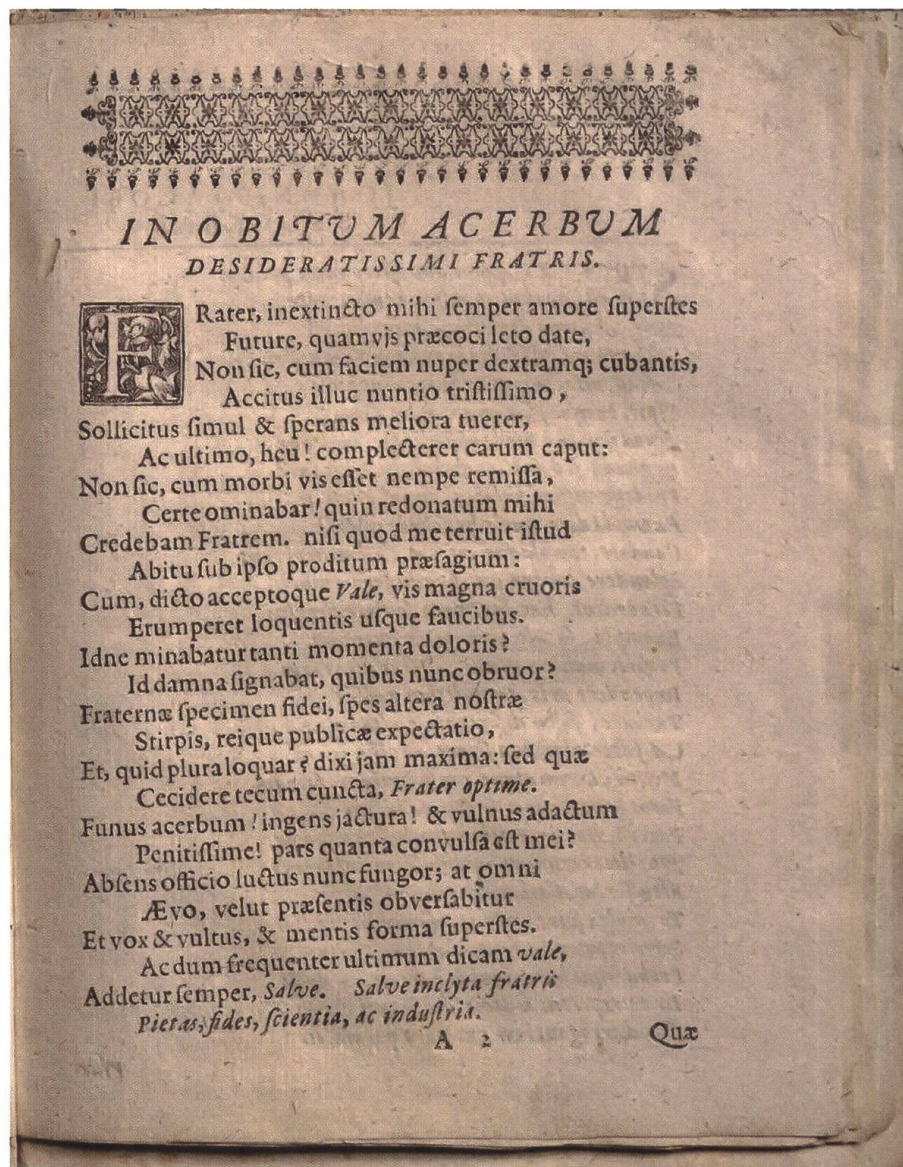 IN OBITUM ACERBUM
DESIDERATISSIMI FRATRIS.
FRater, inextincto mihi semper amore superstes
Future, quamvis præcoci leto date,
Non sic, cum faciem nuper dextramq; cubantis,
Accitus illuc nuntio tristissimo,
Sollicitus simul & sperans meliora tuerer,
Ac ultimo, heu! complecterer carum caput:
Non sic, cum morbi vis esset nempe remissa,
Certe ominabar! quin redonatum mihi
Credebam Fratrem. nisi quod me terruit istud
Abitu sub ipso proditum præsagium:
Cum, dicto acceptoque Vale, vis magna cruoris
Erumperet loquentis usque faucibus.
Idne minabatur tanti momenta doloris?
Id damna signabat, quibus nunc obruor?
Fraternæ specimen fidei, spes altera nostræ
Stirpis, reique publicæ expectatio,
Et, quid plura loquar? dixi jam maxima: sed quæ
Cecidere tecum cuncta, Frater optime.
Funus acerbum! ingens jactura! & vulnus adactum
Penitissime! pars quanta convulsa est mei?
Absens officio luctus nunc fungor; at omni
Ævo, velut præsentis obversabitur
Et vox & vultus, & mentis forma superstes.
Ac dum frequenter ultimum dicam vale,
Addetur semper, Salve. Salve inclyta fratris
Pietas, fides, scientia, ac industria.
A 2 Quæ